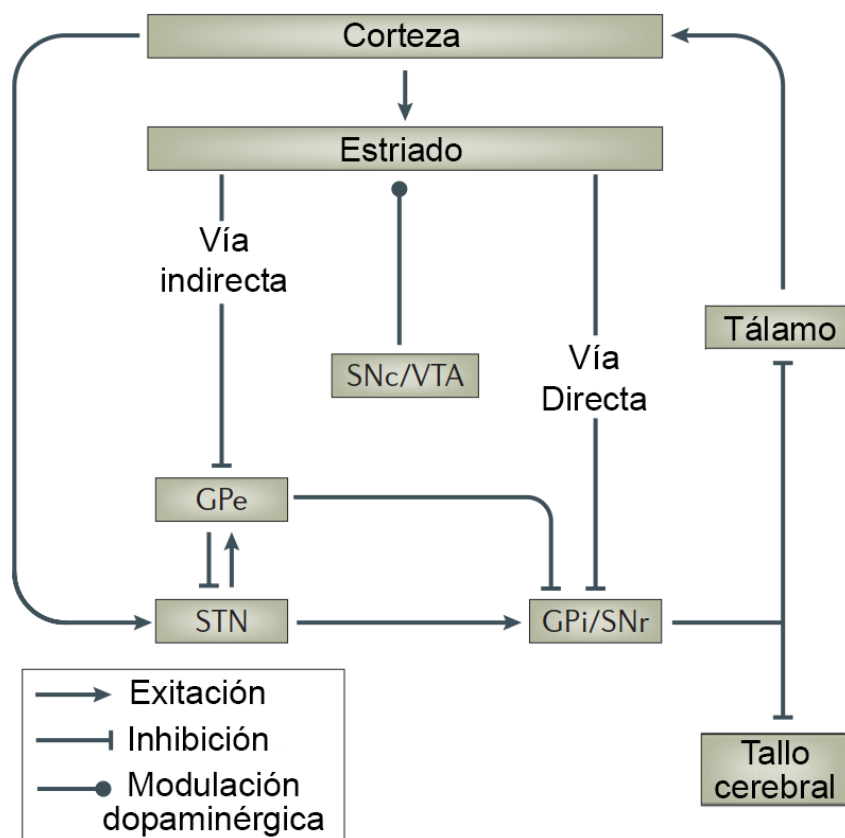 Corteza
Estriado
Vía
indirecta
SNc/VTA
Vía
Directa
Tálamo
GPe
STN
GPi/SNr
Exitación
Inhibición
Modulación
dopaminérgica
Tallo
cerebral